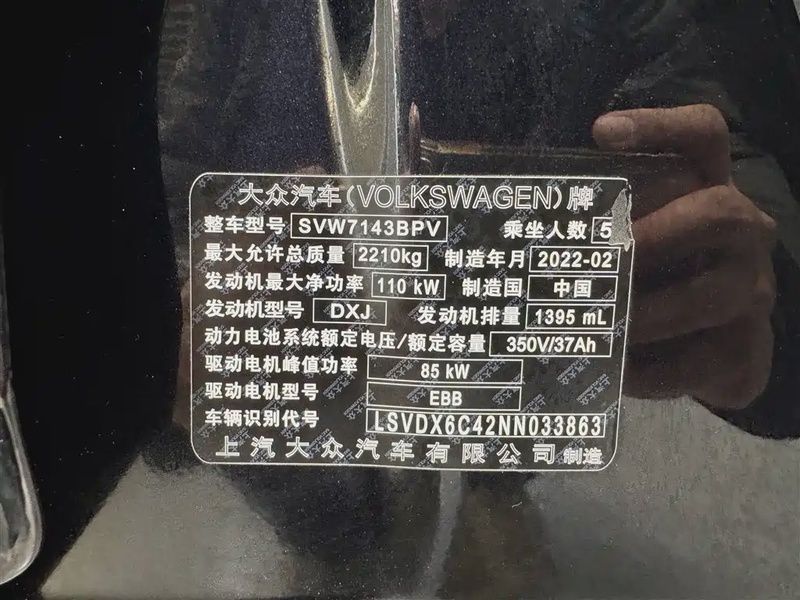 大众汽车(VOLKSWAGEN)牌
整车型号 SVW7143BPV 乘坐人数 5
最大允许总质量 2210kg 制造年月 2022-02
发动机最大净功率 110 kW 制造国 中国
发动机型号 DXJ 发动机排量 1395 mL
动力电池系统额定电压/额定容量 350V/37Ah
驱动电机峰值功率 85 kW
驱动电机型号 EBB
车辆识别代号 LSVDX6C42NN033863
上汽大众汽车有限公司 制造